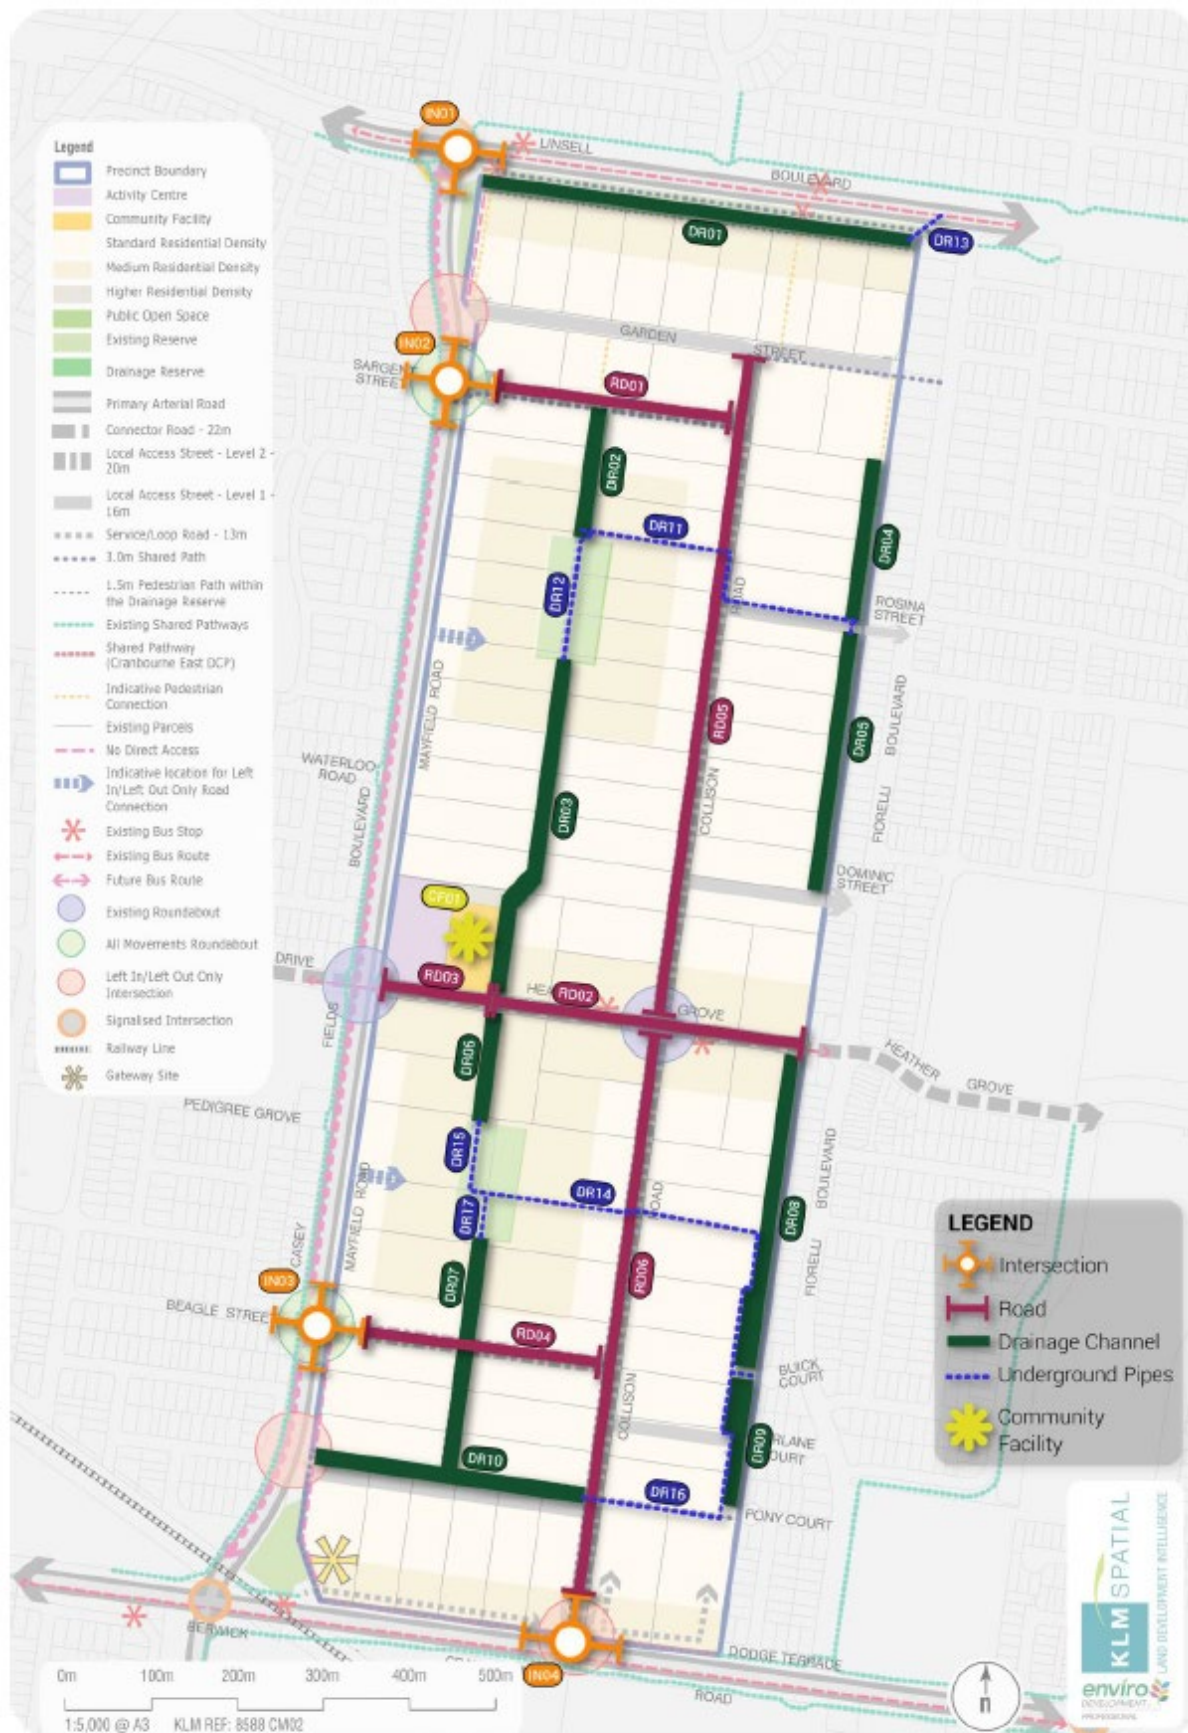 IN01
LINSELL
BOULEVARD
DR01
DR13
Legend
Precinct Boundary
Activity Centre
Community Facility
Standard Residential Density
Medium Residential Density
Higher Residential Density
Public Open Space
Existing Reserve
Drainage Reserve
Primary Arterial Road
Connector Road - 22m
Local Access Street - Level 2 -
20m
Local Access Street - Level 1 -
16m
Service/Loop Road - 13m
3.0m Shared Path
1.5m Pedestrian Path within
the Drainage Reserve
Existing Shared Pathways
Shared Pathway
(Cranbourne East DCP)
Indicative Pedestrian
Connection
Existing Parcels
No Direct Access
Indicative location for Left
In/Left Out Only Road
Connection
Existing Bus Stop
Existing Bus Route
Future Bus Route
Existing Roundabout
All Movements Roundabout
Left In/Left Out Only
Intersection
Signalised Intersection
Railway Line
Gateway Site
GARDEN
STREET
IN02
SARGENT
STREET
RD01
DR02
DR11
DR12
DR04
ROAD
ROSINA
STREET
MAYFIELD ROAD
RD05
DR05
BOULEVARD
WATERLOO
ROAD
BOULEVARD
DR03
COLLISON
FIORELLI
DOMINIC
STREET
CF01
DRIVE
RD03
RD02
GROVE
FIELDS
DR06
HEATHER
GROVE
PEDIGREE GROVE
DR15
BOULEVARD
MAYFIELD ROAD
DR14
ROAD
DR17
DR08
CASEY
FIORELLI
IN03
DR07
RD06
BEAGLE STREET
RD04
BUICK
COURT
COLLISON
DR09
DR10
DR16
PONY COURT
LEGEND
Intersection
Road
Drainage Channel
Underground Pipes
Community
Facility
BERWICK
IN04
DODGE TERRACE
ROAD
0m 100m 200m 300m 400m 500m
1:5,000 @ A3 KLM REF: 8588 CM02
n
KLM SPATIAL
LAND DEVELOPMENT INTELLIGENCE
enviro
DEVELOPMENT
PROFESSIONAL